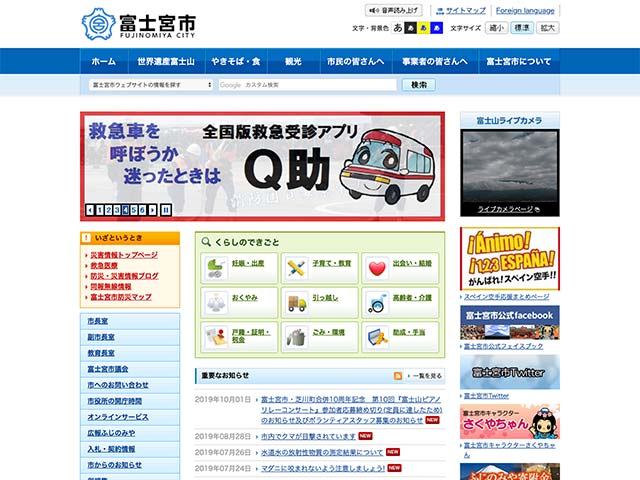 音声読み上げ
サイトマップ
Foreign language
富士宮市
FUJINOMIYA CITY
文字・背景色 あ あ あ あ 文字サイズ 縮小 標準 拡大
ホーム 世界遺産富士山 やきそば・食 観光 市民の皆さんへ 事業者の皆さんへ 富士宮市について
富士宮市ウェブサイトの情報を探す
Google カスタム検索
検索
救急車を
呼ぼうか
迷ったときは
全国版救急受診アプリ
Q助
1 2 3 4 5 6
富士山ライブカメラ
ライブカメラページ
いざというとき
災害情報トップページ
救急医療
防災・災害情報ブログ
同報無線情報
富士宮市防災マップ
市長室
副市長室
教育長室
富士宮市議会
市へのお問い合わせ
市役所の開庁時間
オンラインサービス
広報ふじのみや
入札・契約情報
市からのお知らせ
くらしのできごと
妊娠・出産
子育て・教育
出会い・結婚
おくやみ
引っ越し
高齢者・介護
戸籍・証明・
税金
ごみ・環境
助成・手当
重要なお知らせ
一覧を見る
2019年10月01日 富士宮市・芝川町合併10周年記念 第10回『富士山ピアノ
リレーコンサート』参加者応募締め切り(定員に達したため)
のお知らせ及びボランティアスタッフ募集のお知らせ NEW
2019年08月28日 市内でクマが目撃されています NEW
2019年07月26日 水道水の放射性物質の測定結果について NEW
2019年07月24日 マダニに咬まれないよう注意しましょう! NEW
¡Ánimo!
¡123 ESPAÑA!
がんばれ!スペイン空手!!
スペイン空手応援まとめページ
富士宮市公式facebook
富士宮市公式フェイスブック
富士宮市Twitter
富士宮市Twitter
富士宮市キャラクター
さくやちゃん
富士宮市キャラクターさくやちゃん
ふじのみや寄附金